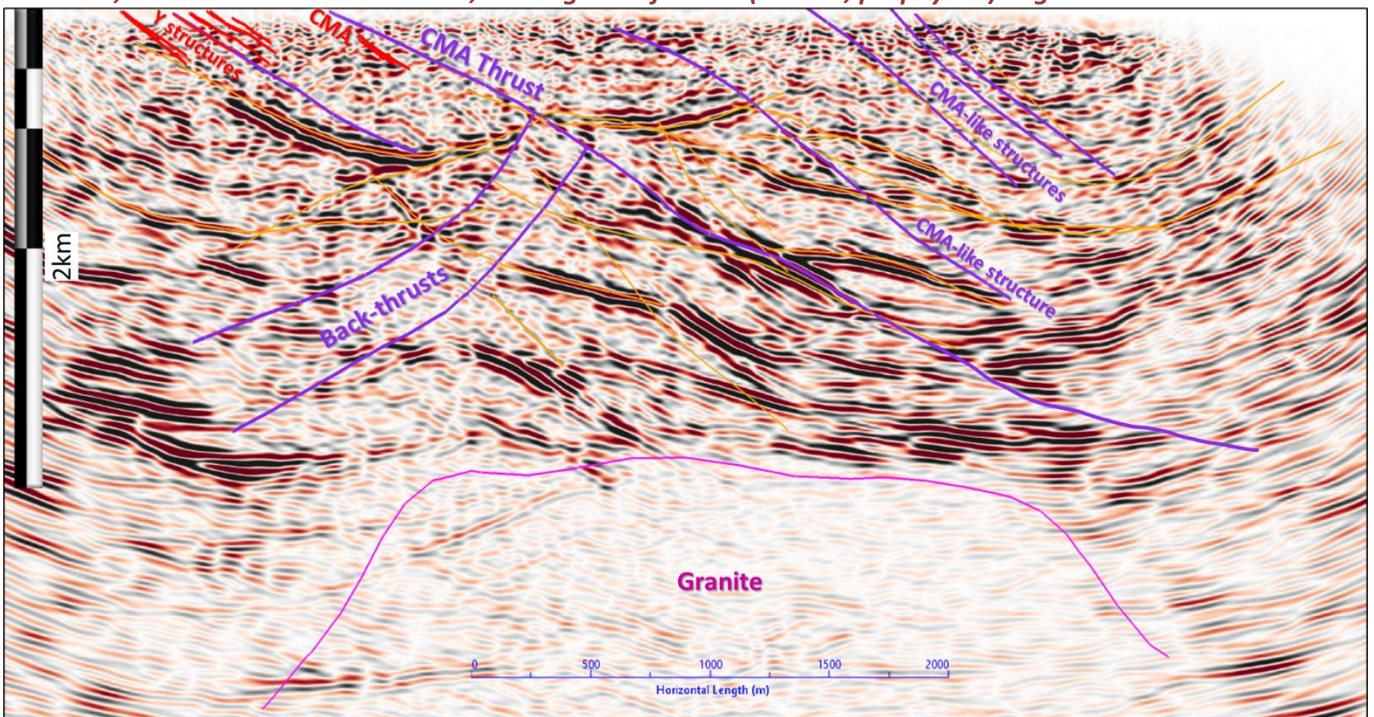 Y
structures
CMA
CMA Thrust
CMA-like structures
CMA-like structure
2km
Back-thrusts
Granite
0 500 1000 1500 2000
Horizontal Length (m)